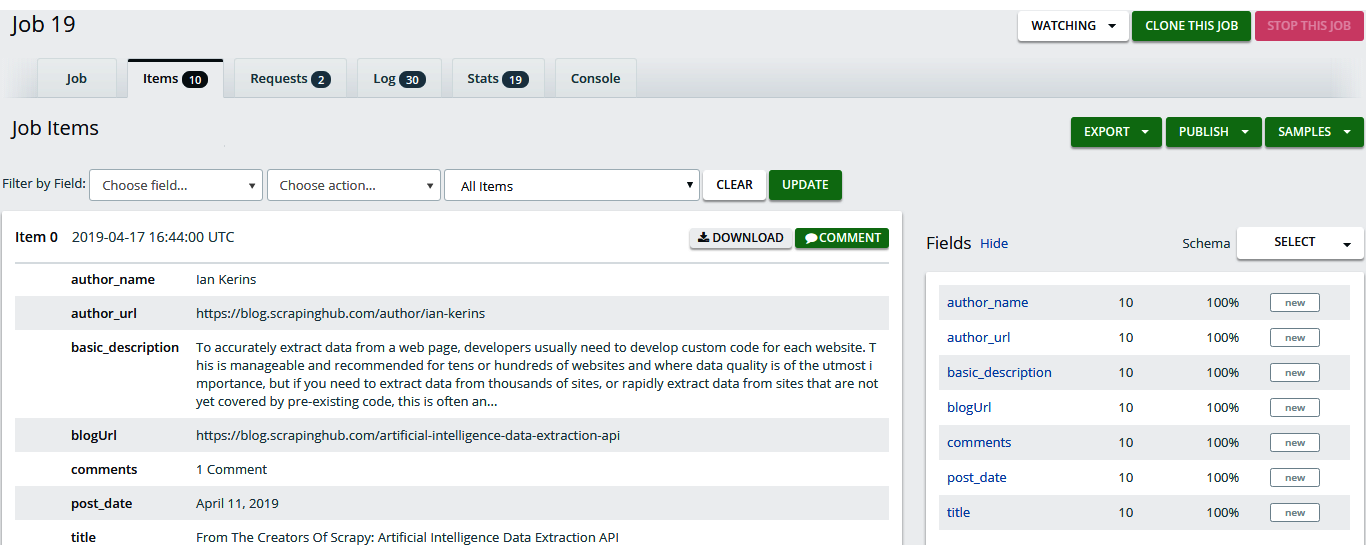 Job 19
WATCHING
CLONE THIS JOB
STOP THIS JOB
Job
Items 10
Requests 2
Log 30
Stats 19
Console
Job Items
EXPORT
PUBLISH
SAMPLES
Filter by Field:
Choose field...
Choose action...
All Items
CLEAR
UPDATE
Item 0 2019-04-17 16:44:00 UTC
DOWNLOAD
COMMENT
author_name Ian Kerins
author_url https://blog.scrapinghub.com/author/ian-kerins
basic_description To accurately extract data from a web page, developers usually need to develop custom code for each website. T
his is manageable and recommended for tens or hundreds of websites and where data quality is of the utmost i
mportance, but if you need to extract data from thousands of sites, or rapidly extract data from sites that are not
yet covered by pre-existing code, this is often an...
blogUrl https://blog.scrapinghub.com/artificial-intelligence-data-extraction-api
comments 1 Comment
post_date April 11, 2019
title From The Creators Of Scrapy: Artificial Intelligence Data Extraction API
Fields Hide
Schema
SELECT
author_name 10 100% new
author_url 10 100% new
basic_description 10 100% new
blogUrl 10 100% new
comments 10 100% new
post_date 10 100% new
title 10 100% new